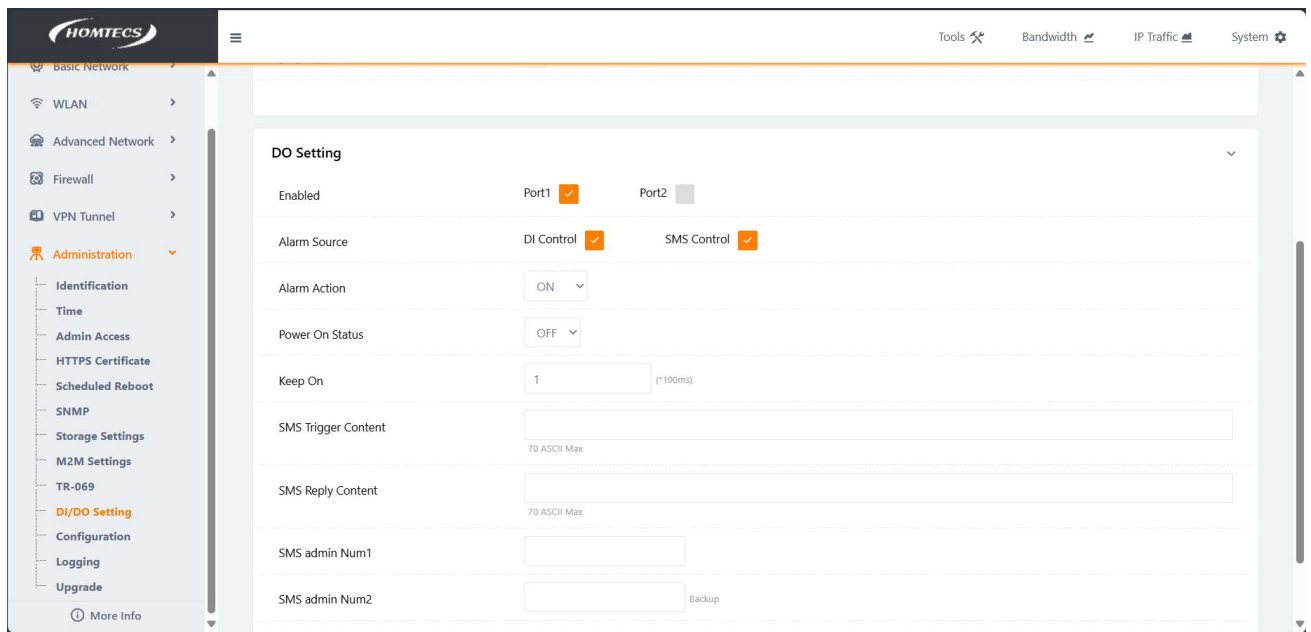 HOMTECS
Tools
Bandwidth
IP Traffic
System
Basic Network
WLAN
Advanced Network
Firewall
VPN Tunnel
Administration
Identification
Time
Admin Access
HTTPS Certificate
Scheduled Reboot
SNMP
Storage Settings
M2M Settings
TR-069
DI/DO Setting
Configuration
Logging
Upgrade
More Info
DO Setting
Enabled Port1 Port2
Alarm Source DI Control SMS Control
Alarm Action ON
Power On Status OFF
Keep On 1 (*100ms)
SMS Trigger Content
70 ASCII Max
SMS Reply Content
70 ASCII Max
SMS admin Num1
SMS admin Num2 Backup